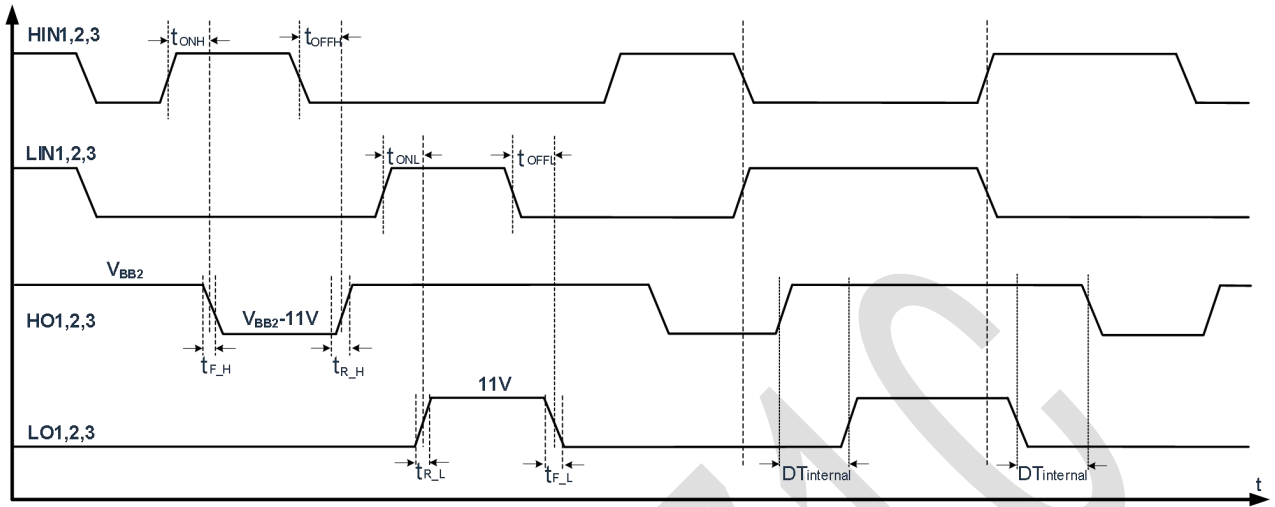 HIN1,2,3
tONH
tOFFH
LIN1,2,3
tONL
tOFFL
VBB2
HO1,2,3
VBB2-11V
tF_H
tR_H
11V
LO1,2,3
tR_L
tF_L
DTinternal
DTinternal
t